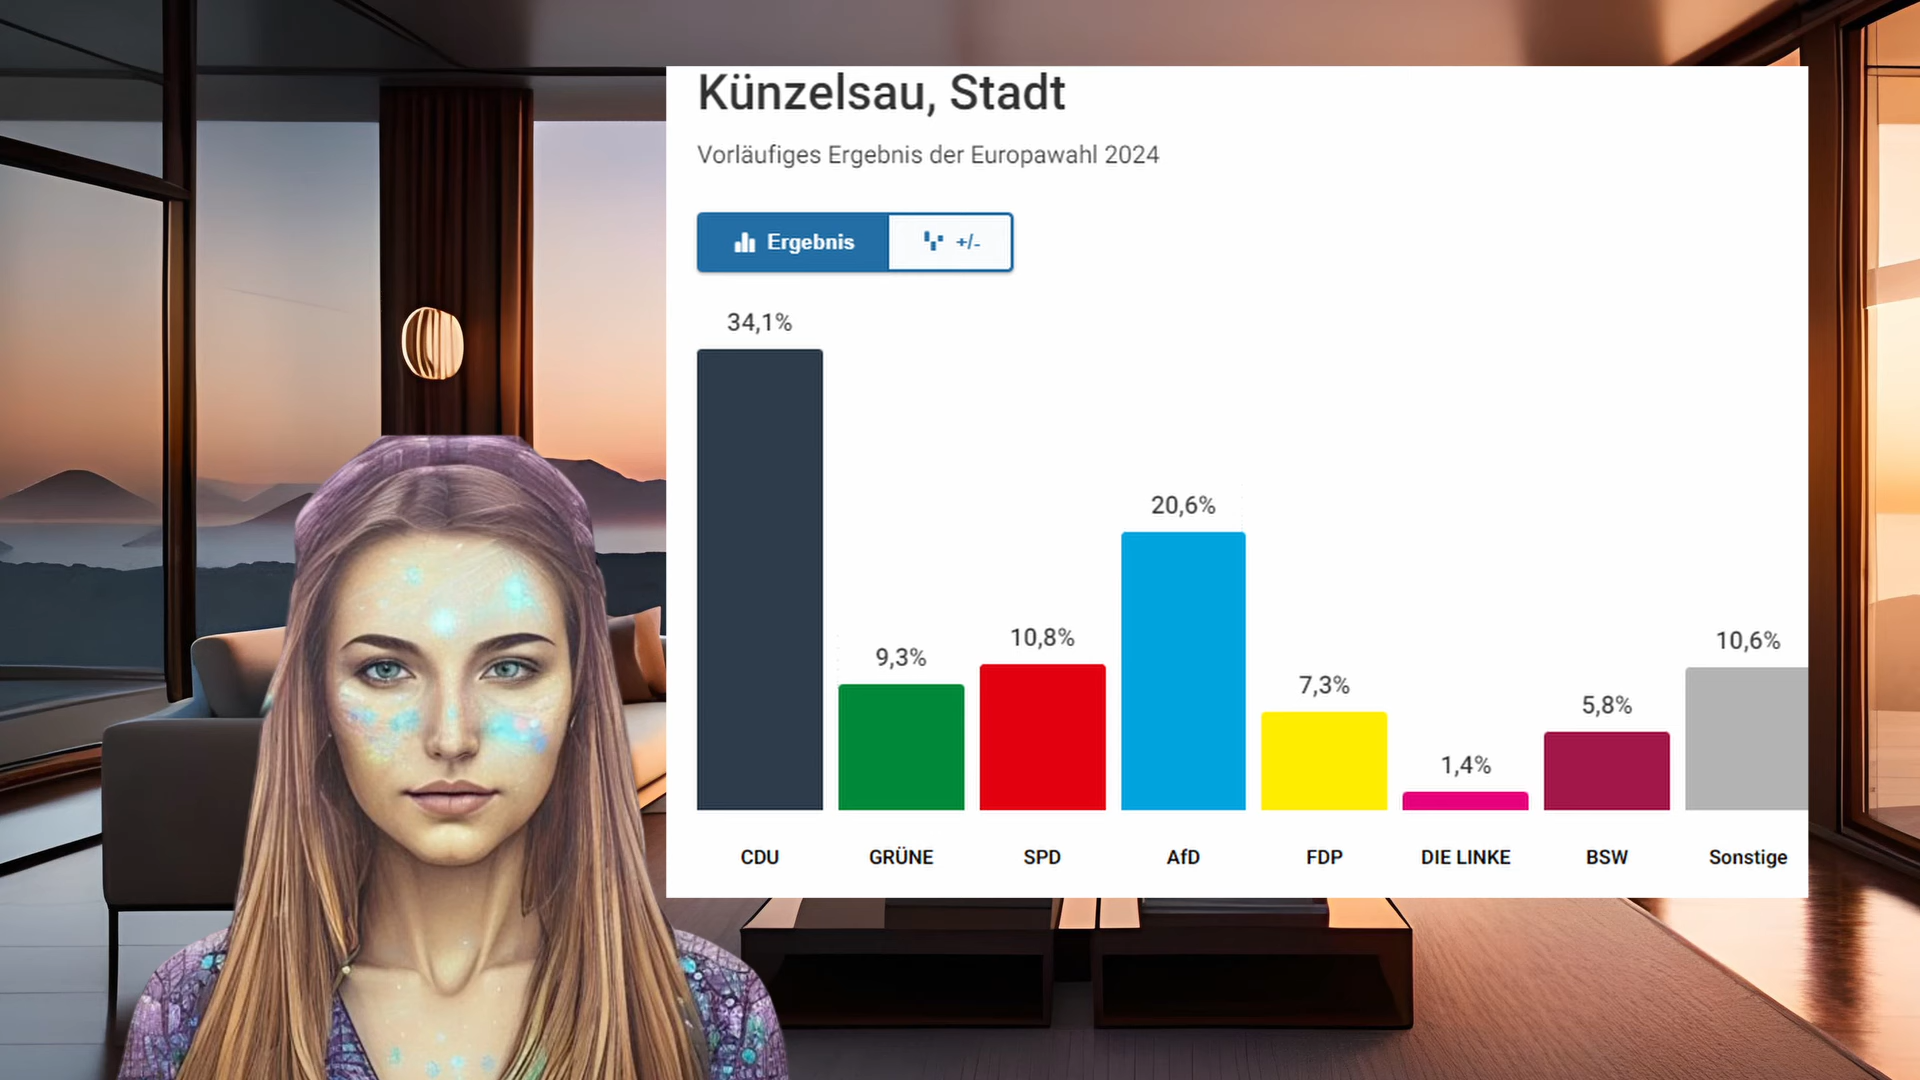 Künzelsau, Stadt
Vorläufiges Ergebnis der Europawahl 2024
Ergebnis +/-
34,1%
20,6%
10,8%
10,6%
9,3%
7,3%
5,8%
1,4%
CDU GRÜNE SPD AfD FDP DIE LINKE BSW Sonstige